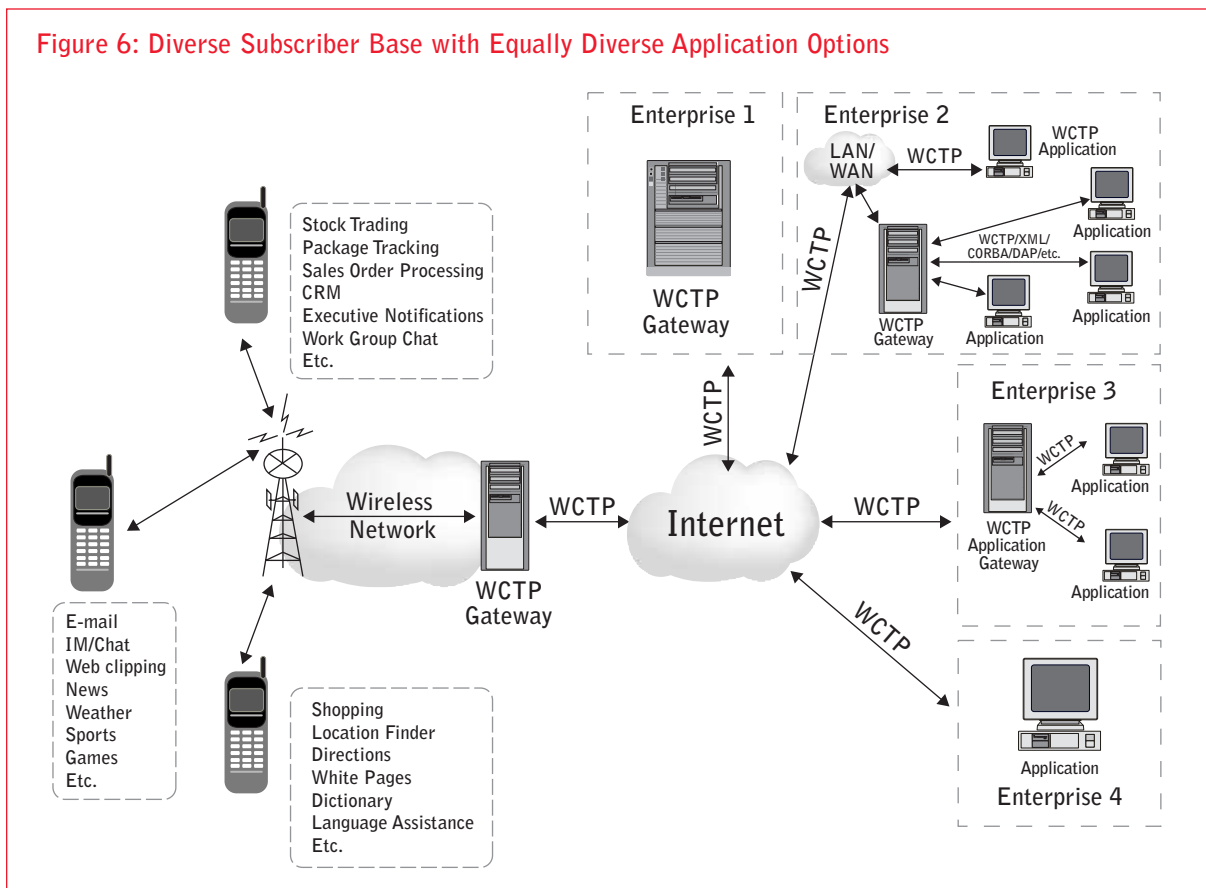 Figure 6: Diverse Subscriber Base with Equally Diverse Application Options
Stock Trading
Package Tracking
Sales Order Processing
CRM
Executive Notifications
Work Group Chat
Etc.
E-mail
IM/Chat
Web clipping
News
Weather
Sports
Games
Etc.
Shopping
Location Finder
Directions
White Pages
Dictionary
Language Assistance
Etc.
Wireless
Network
WCTP
Gateway
WCTP
Internet
WCTP
WCTP
WCTP
WCTP
Enterprise 1
WCTP
Gateway
Enterprise 2
LAN/
WAN
WCTP
WCTP
Application
Application
WCTP/XML/
CORBA/DAP/etc.
Application
WCTP
Gateway
Application
Enterprise 3
WCTP
Application
WCTP
WCTP
Application
Gateway
Application
Application
Enterprise 4